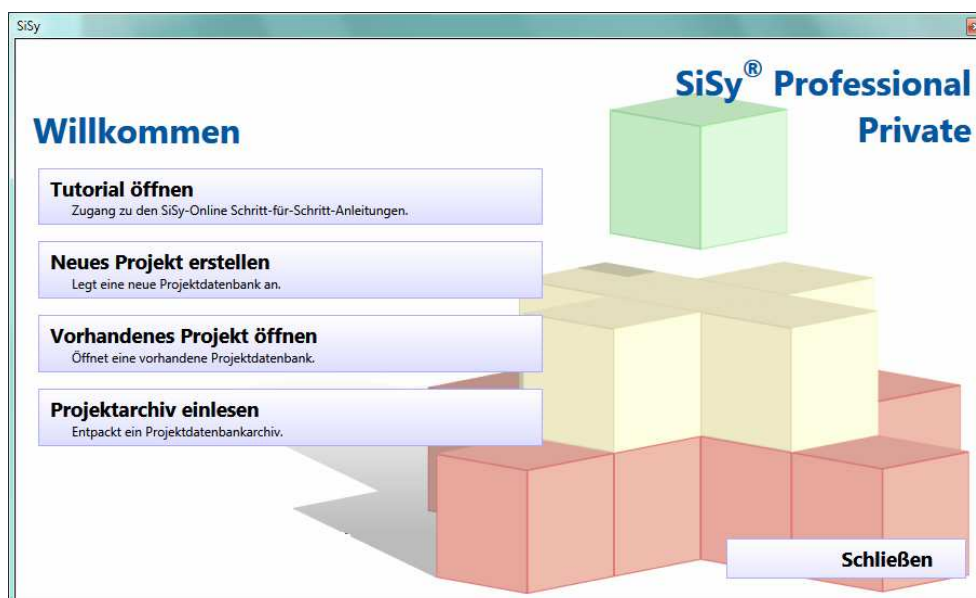 SiSy
SiSy® Professional
Private
Willkommen
Tutorial öffnen
Zugang zu den SiSy-Online Schritt-für-Schritt-Anleitungen.
Neues Projekt erstellen
Legt eine neue Projektdatenbank an.
Vorhandenes Projekt öffnen
Öffnet eine vorhandene Projektdatenbank.
Projektarchiv einlesen
Entpackt ein Projektdatenbankarchiv.
Schließen